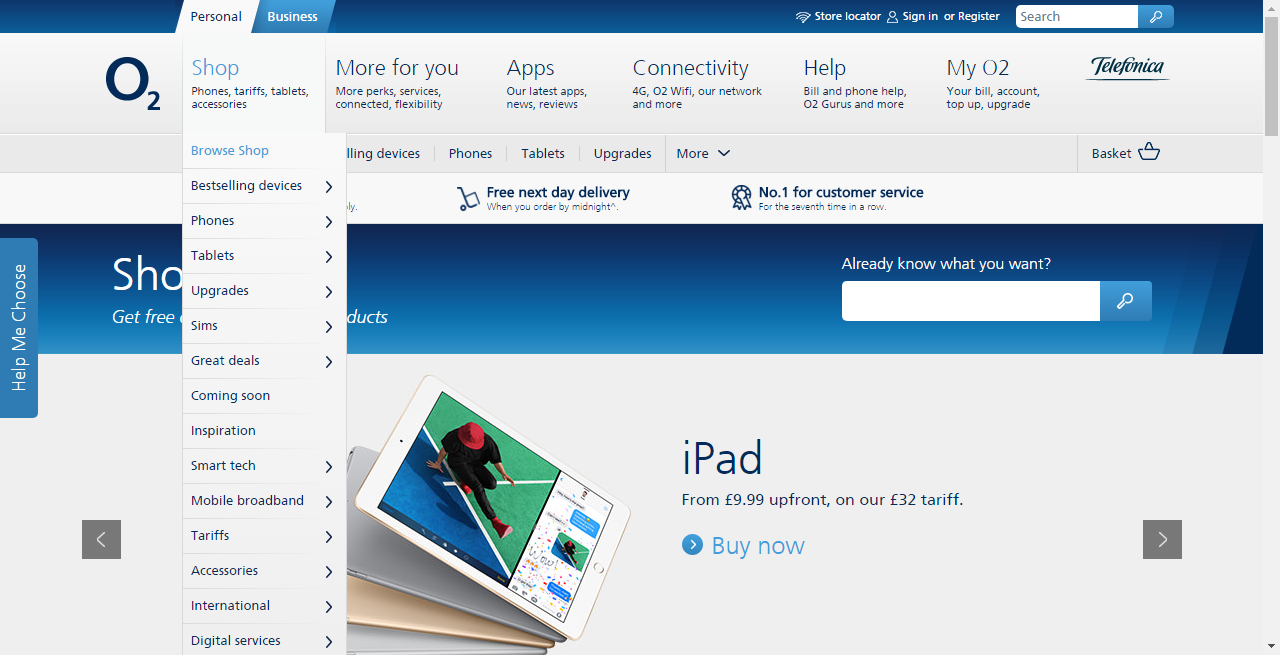 Personal
Business
Store locator
Sign in or Register
Search
O2
Shop
Phones, tariffs, tablets,
accessories
More for you
More perks, services,
connected, flexibility
Apps
Our latest apps,
news, reviews
Connectivity
4G, O2 Wifi, our network
and more
Help
Bill and phone help,
O2 Gurus and more
My O2
Your bill, account,
top up, upgrade
Telefónica
Browse Shop
Bestselling devices
Phones
Tablets
Upgrades
Sims
Great deals
Coming soon
Inspiration
Smart tech
Mobile broadband
Tariffs
Accessories
International
Digital services
lling devices
Phones
Tablets
Upgrades
More
Basket
ly.
Free next day delivery
When you order by midnight^.
No.1 for customer service
For the seventh time in a row.
Help Me Choose
Sho
Get free
ducts
Already know what you want?
iPad
From £9.99 upfront, on our £32 tariff.
Buy now
WOW!